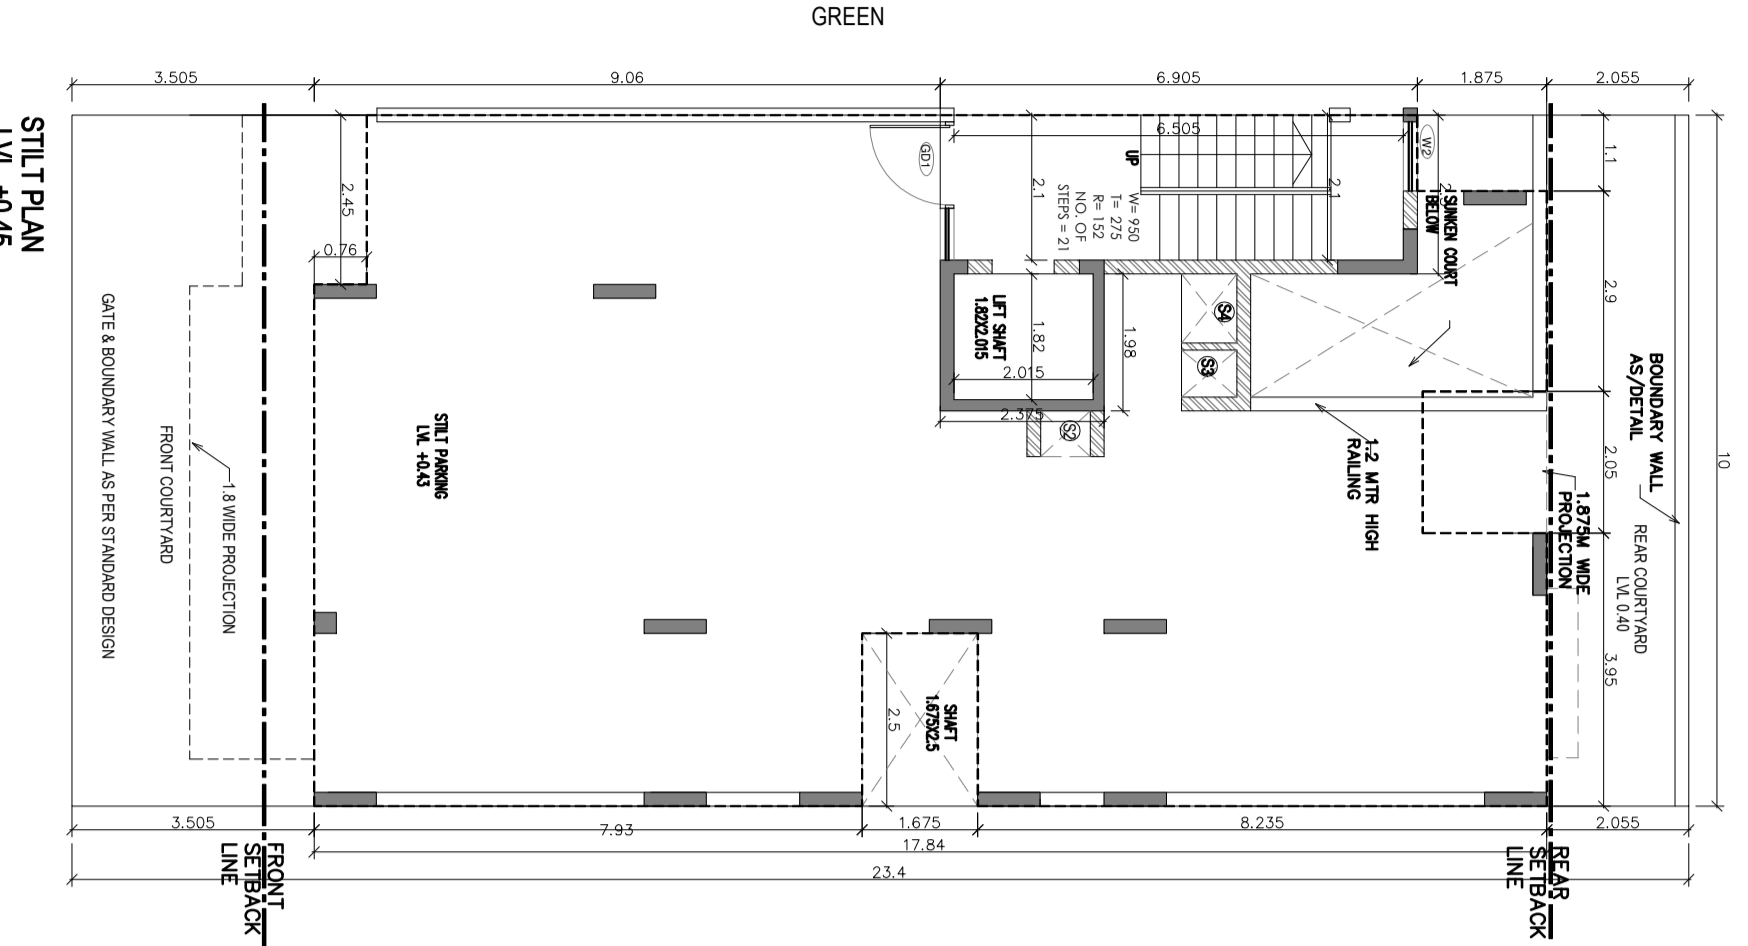 GREEN
3.505
9.06
6.905
1.875
2.055
STILT PLAN
LVL +0.45
GATE & BOUNDARY WALL AS PER STANDARD DESIGN
FRONT COURTYARD
1.8 WIDE PROJECTION
2.45
0.76
STILT PARKING
LVL +0.43
GD1
6.505
2.1
UP
W= 950
T= 275
R= 152
NO. OF
STEPS = 21
2.1
W2
SUNKEN COURT
BELOW
LIFT SHAFT
1.82X2.015
1.82
2.015
1.98
2.375
S4
S3
S2
1.2 MTR HIGH
RAILING
1.1
2.9
2.05
3.95
1.875M WIDE
PROJECTION
BOUNDARY WALL
AS/DETAIL
REAR COURTYARD
LVL 0.40
10
SHAFT
1.675X2.5
2.5
3.505
7.93
1.675
8.235
2.055
17.84
23.4
FRONT
SETBACK
LINE
REAR
SETBACK
LINE